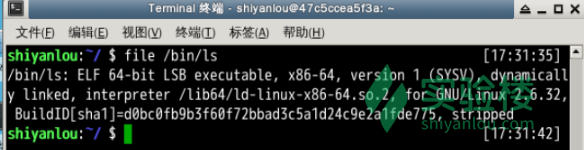 Terminal 终端 - shiyanlou@47c5ccea5f3a: ~
文件(F) 编辑(E) 视图(V) 终端(T) 标签(A) 帮助(H)
shiyanlou:~/ $ file /bin/ls [17:31:35]
/bin/ls: ELF 64-bit LSB executable, x86-64, version 1 (SYSV), dynamicall
y linked, interpreter /lib64/ld-linux-x86-64.so.2, for GNU/Linux 2.6.32,
BuildID[sha1]=d0bc0fb9b3f60f72bbad3c5a1d24c9e2a1fde775, stripped
shiyanlou:~/ $ [17:31:42]
实验楼
shiyanlou.com